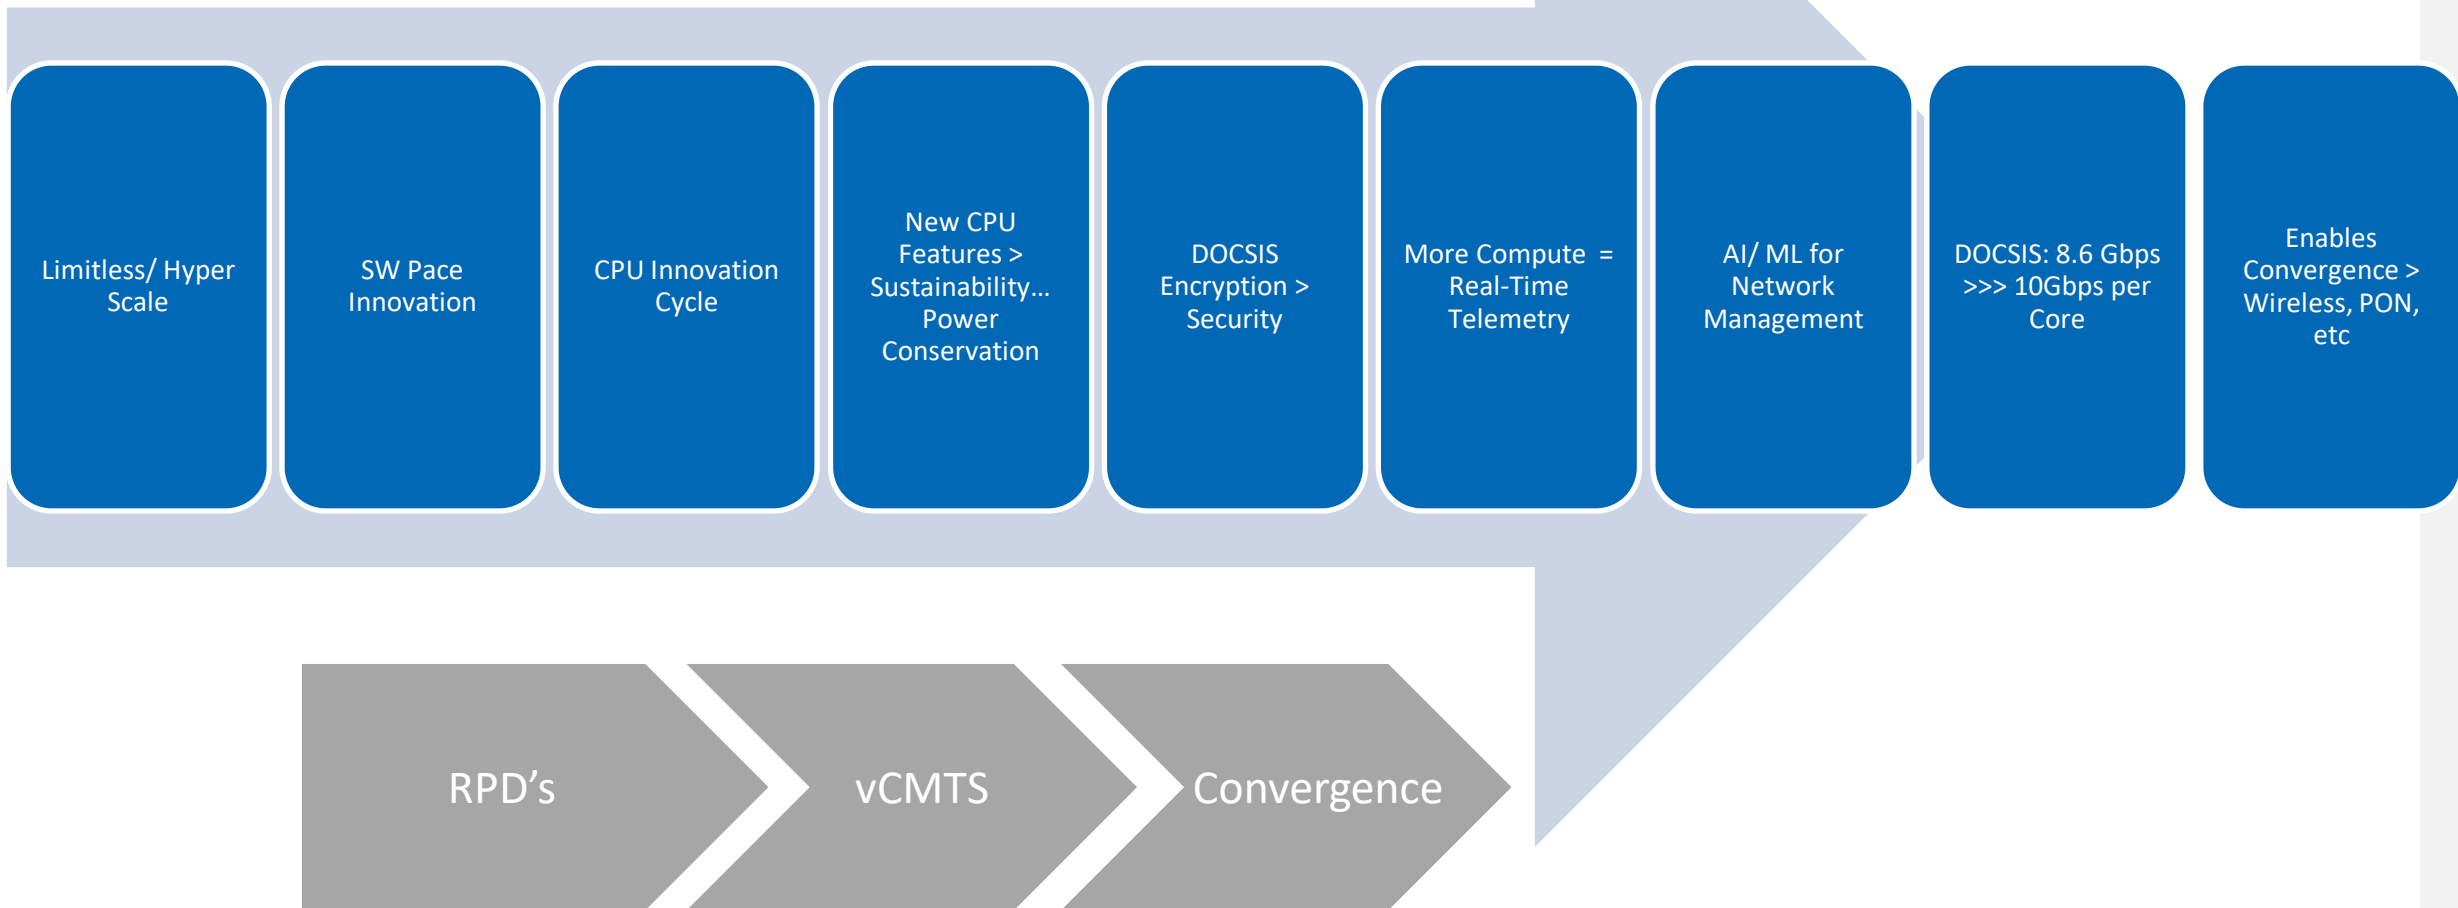 Limitless/ Hyper
Scale
SW Pace
Innovation
CPU Innovation
Cycle
New CPU
Features >
Sustainability…
Power
Conservation
DOCSIS
Encryption >
Security
More Compute =
Real-Time
Telemetry
AI/ ML for
Network
Management
DOCSIS: 8.6 Gbps
>>> 10Gbps per
Core
Enables
Convergence >
Wireless, PON,
etc
RPD’s
vCMTS
Convergence